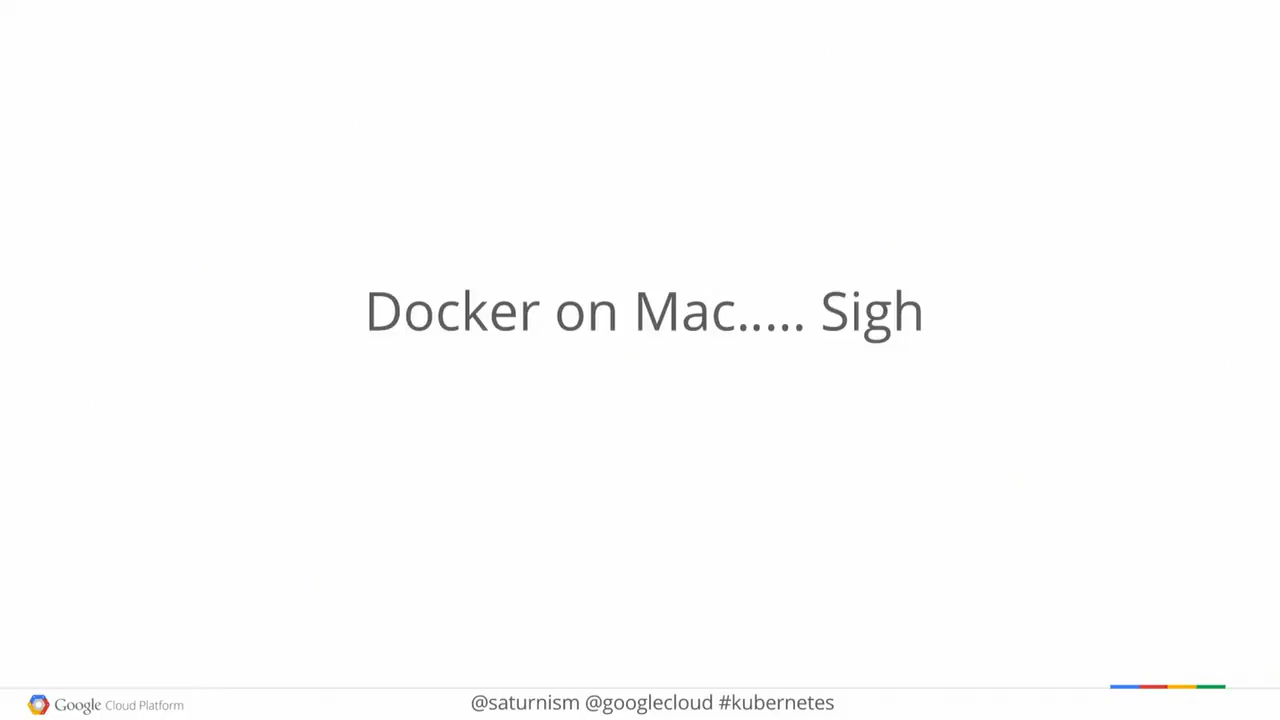 Docker on Mac..... Sigh
Google Cloud Platform
@saturnism @googlecloud #kubernetes